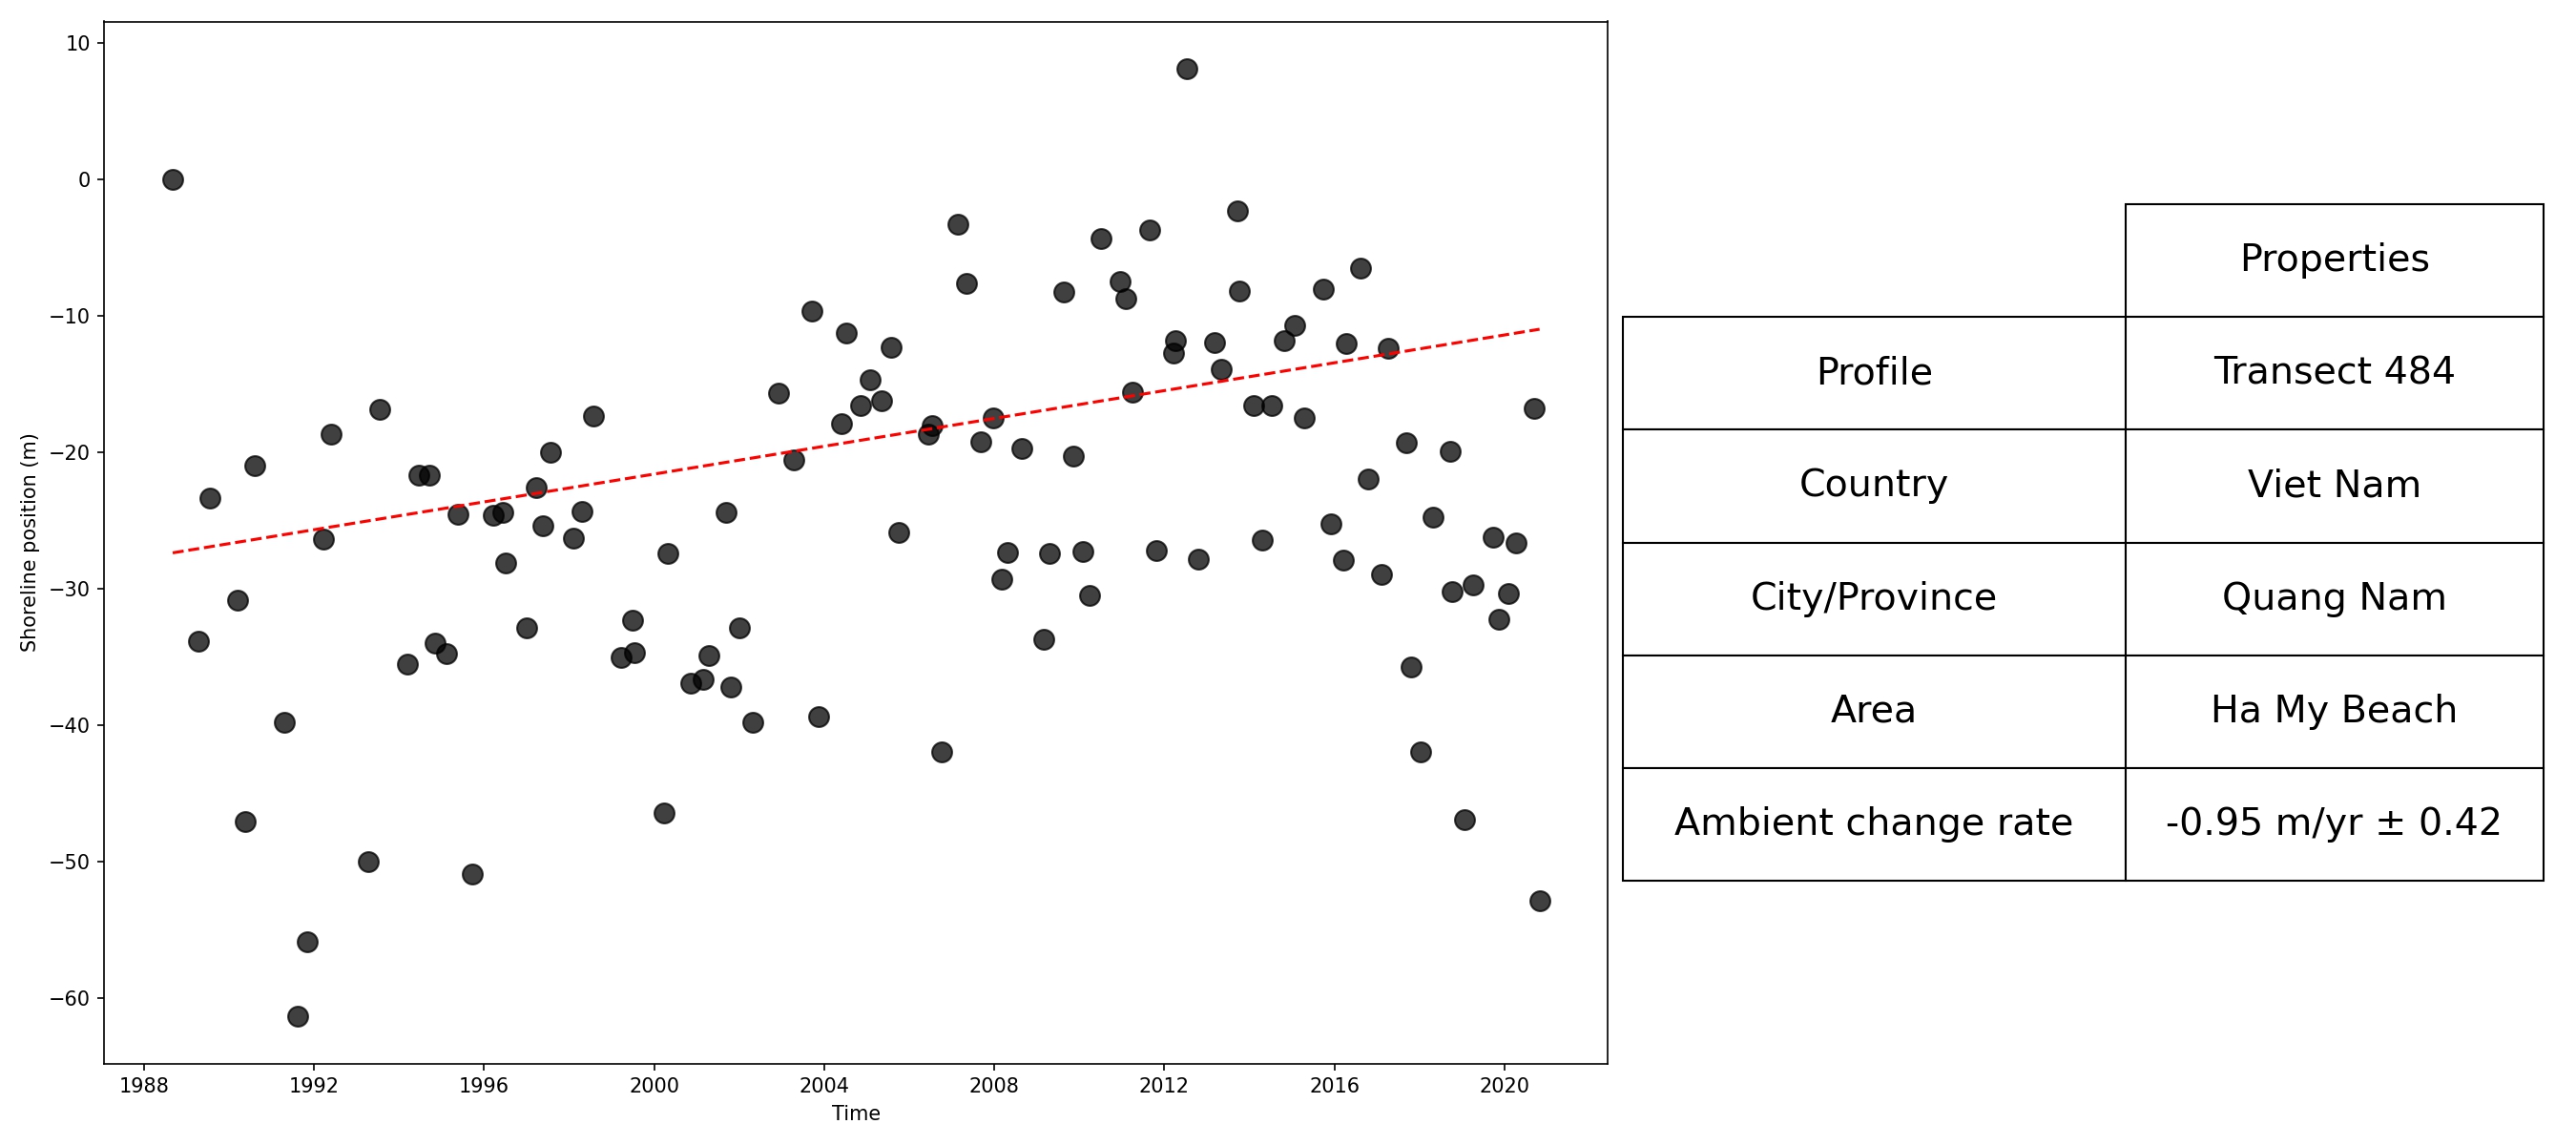 10
0
−10
−20
−30
−40
−50
−60
Shoreline position (m)
1988 1992 1996 2000 2004 2008 2012 2016 2020
Time
Properties
Profile Transect 484
Country Viet Nam
City/Province Quang Nam
Area Ha My Beach
Ambient change rate -0.95 m/yr ± 0.42